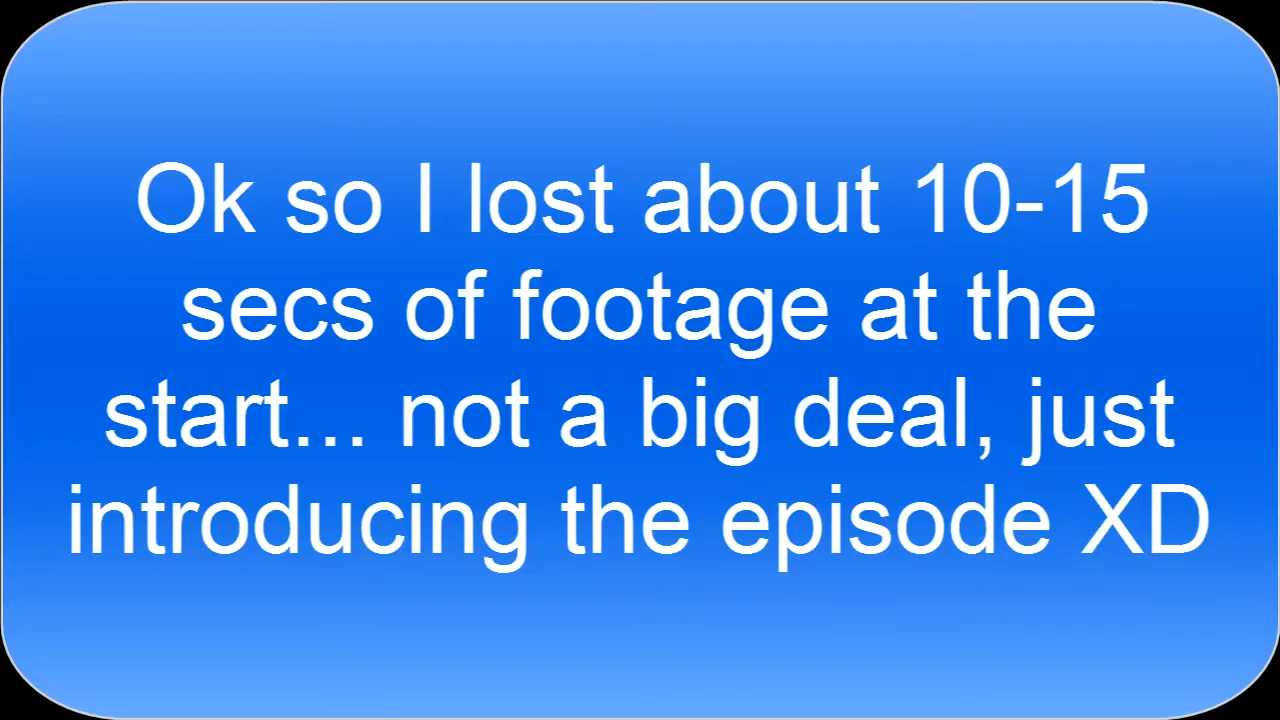 Ok so I lost about 10-15
secs of footage at the
start... not a big deal, just
introducing the episode XD